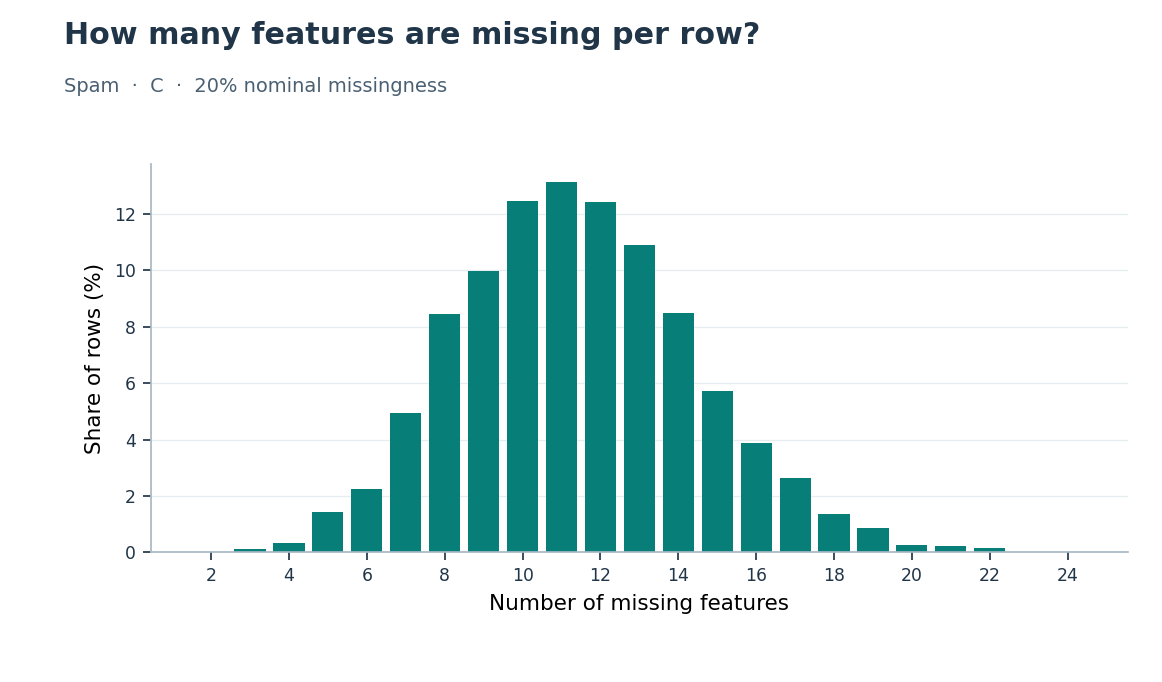 How many features are missing per row?
Spam · C · 20% nominal missingness
Share of rows (%)
12
10
8
6
4
2
0
2 4 6 8 10 12 14 16 18 20 22 24
Number of missing features